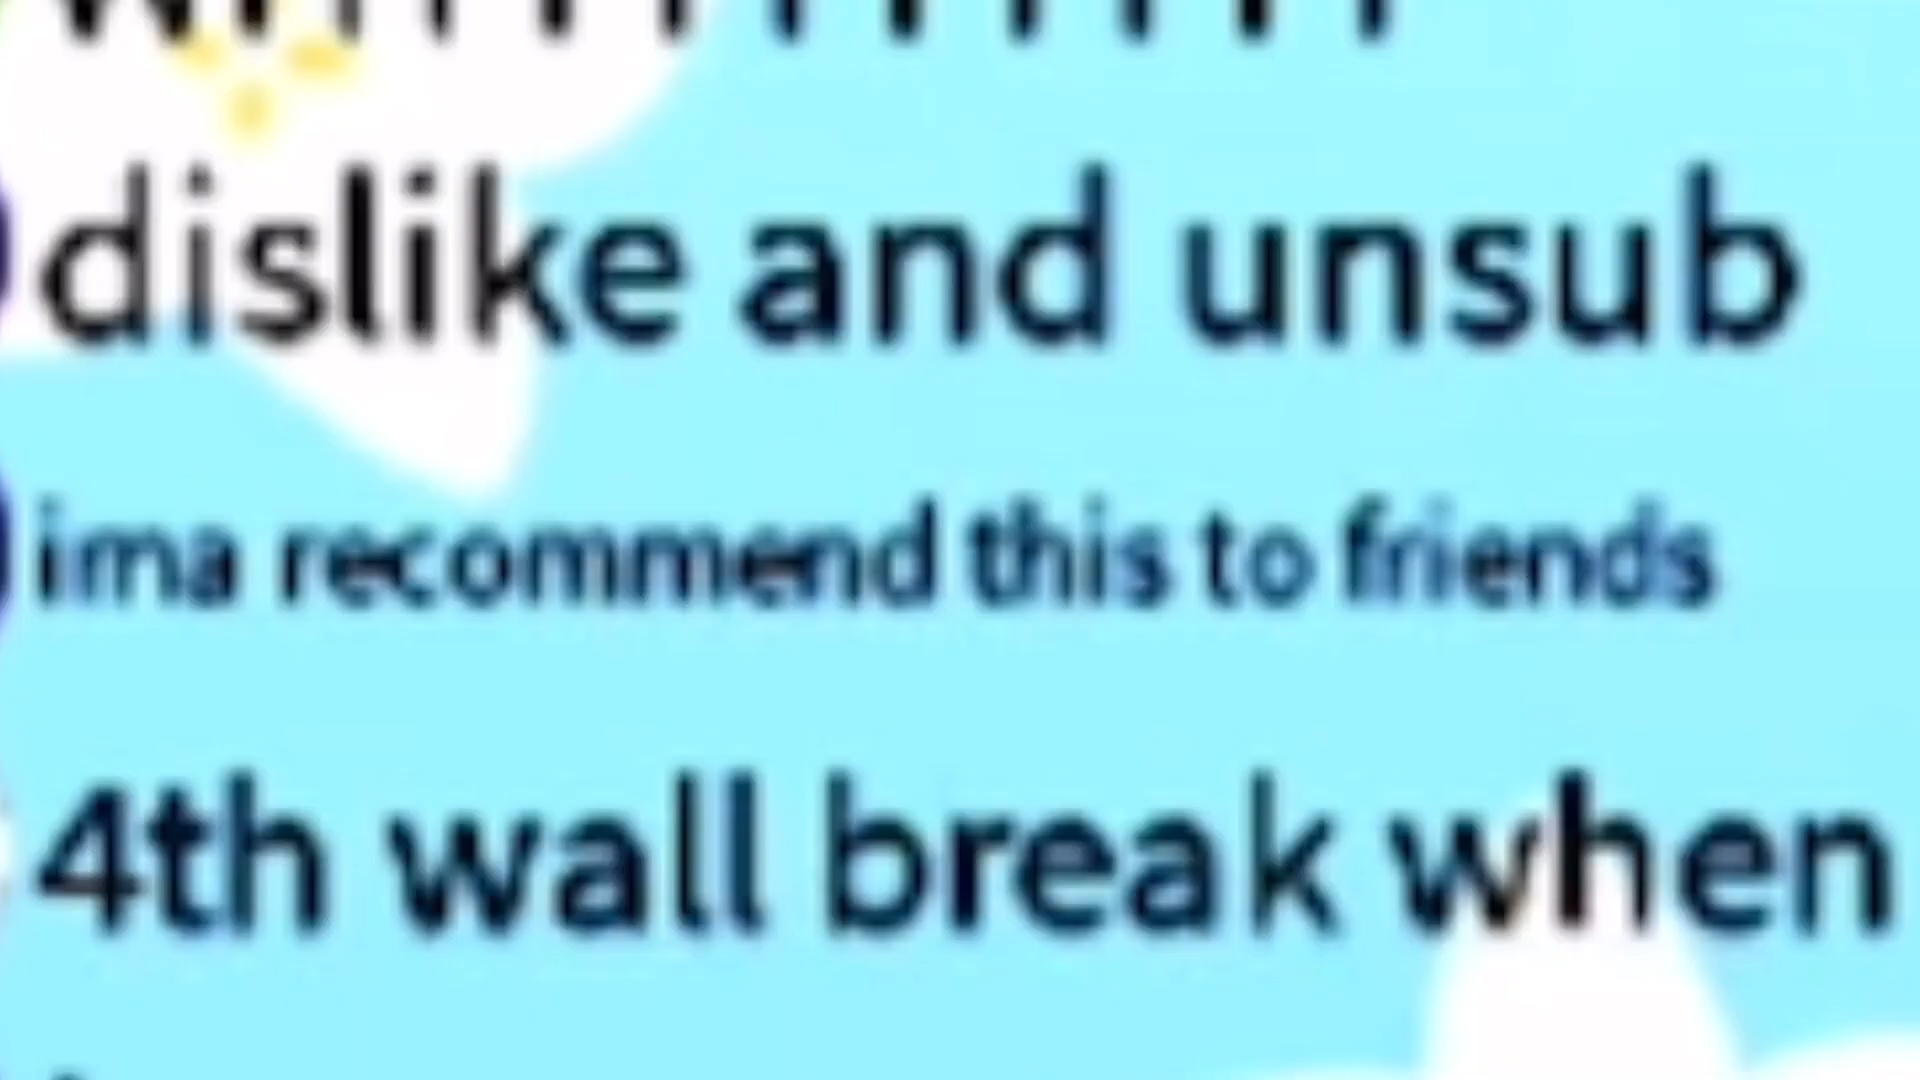 dislike and unsub
ima recommend this to friends
4th wall break when